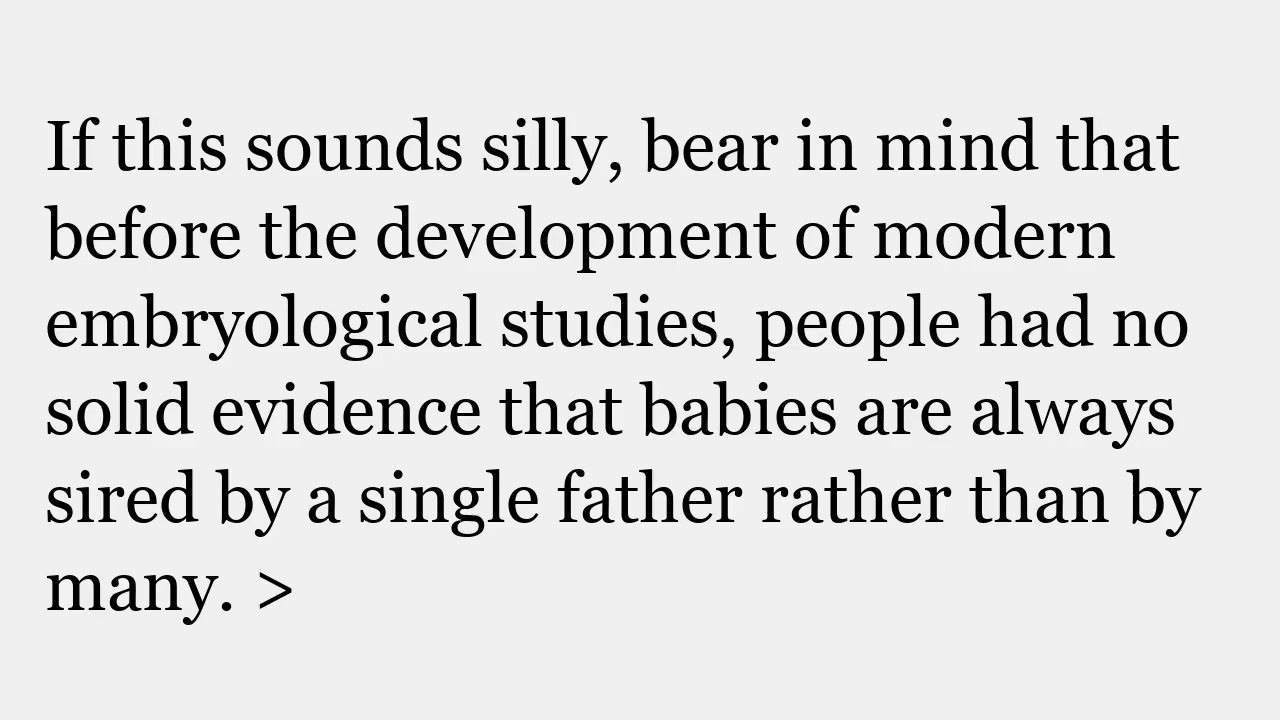 If this sounds silly, bear in mind that
before the development of modern
embryological studies, people had no
solid evidence that babies are always
sired by a single father rather than by
many. >